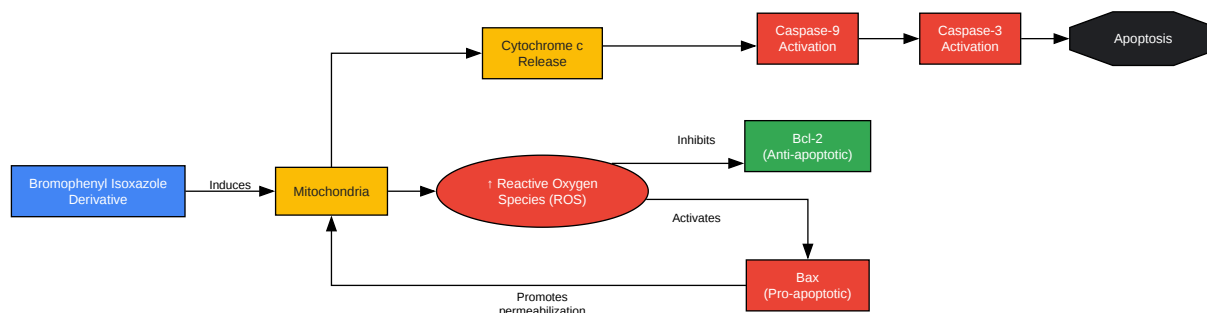 Cytochrome c
Release
Caspase-9
Activation
Caspase-3
Activation
Apoptosis
Bromophenyl Isoxazole
Derivative
Induces
Mitochondria
↑ Reactive Oxygen
Species (ROS)
Inhibits
Bcl-2
(Anti-apoptotic)
Activates
Bax
(Pro-apoptotic)
Promotes
permeabilization